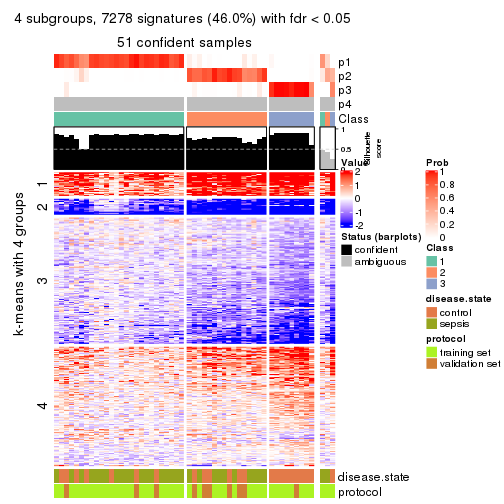 4 subgroups, 7278 signatures (46.0%) with fdr < 0.05
51 confident samples
p1
p2
p3
p4
Class
1
0.5
0
Silhouette
score
k-means with 4 groups
1
2
3
4
disease.state
protocol
Value
2
1
0
-1
-2
Status (barplots)
confident
ambiguous
Prob
1
0.8
0.6
0.4
0.2
0
Class
1
2
3
disease.state
control
sepsis
protocol
training set
validation set